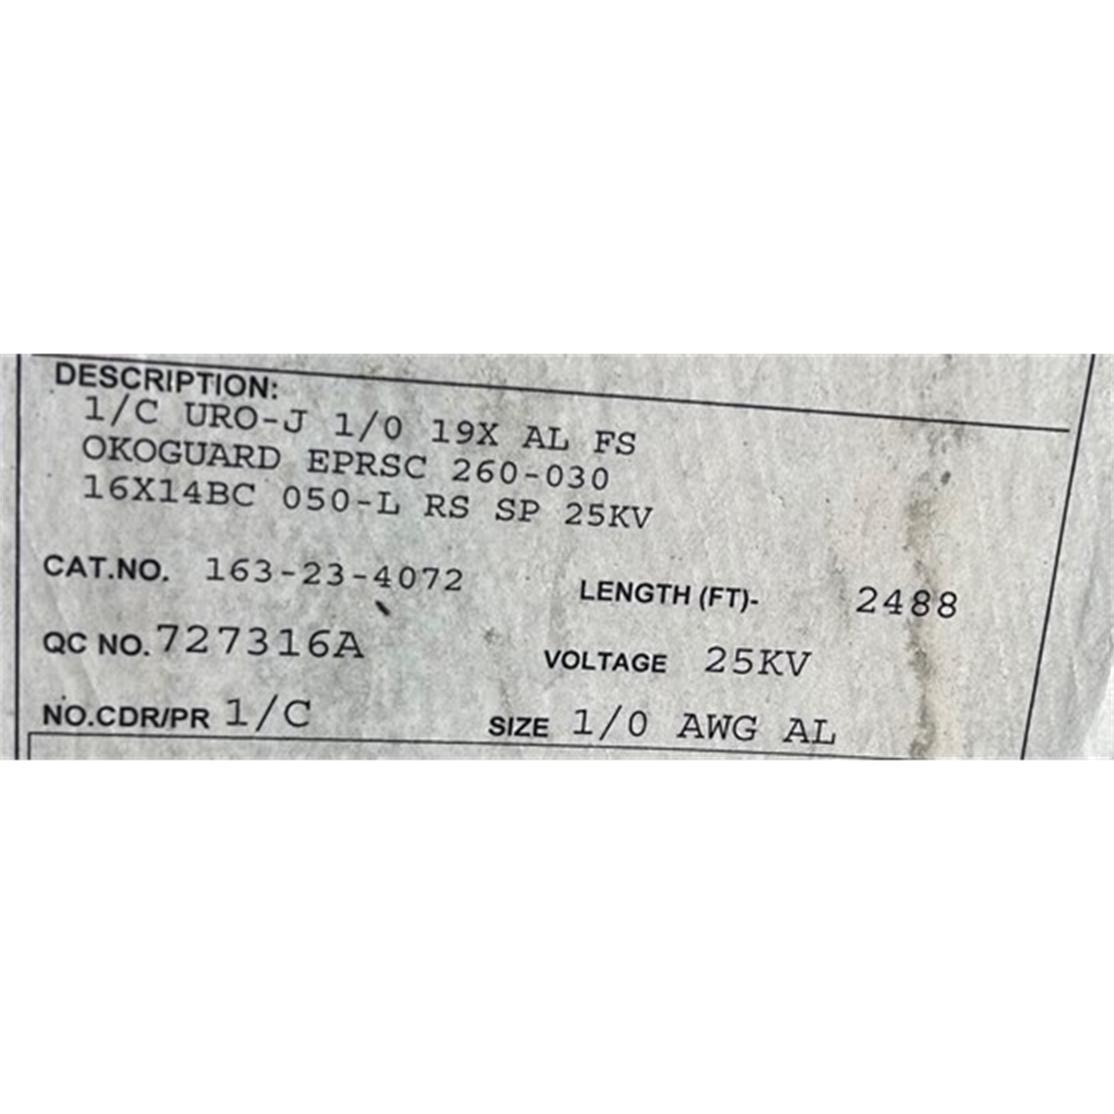 DESCRIPTION:
1/C URO-J 1/0 19X AL FS
OKOGUARD EPRSC 260-030
16X14BC 050-L RS SP 25KV
CAT.NO. 163-23-4072 LENGTH (FT)- 2488
QC NO. 727316A VOLTAGE 25KV
NO.CDR/PR 1/C SIZE 1/0 AWG AL